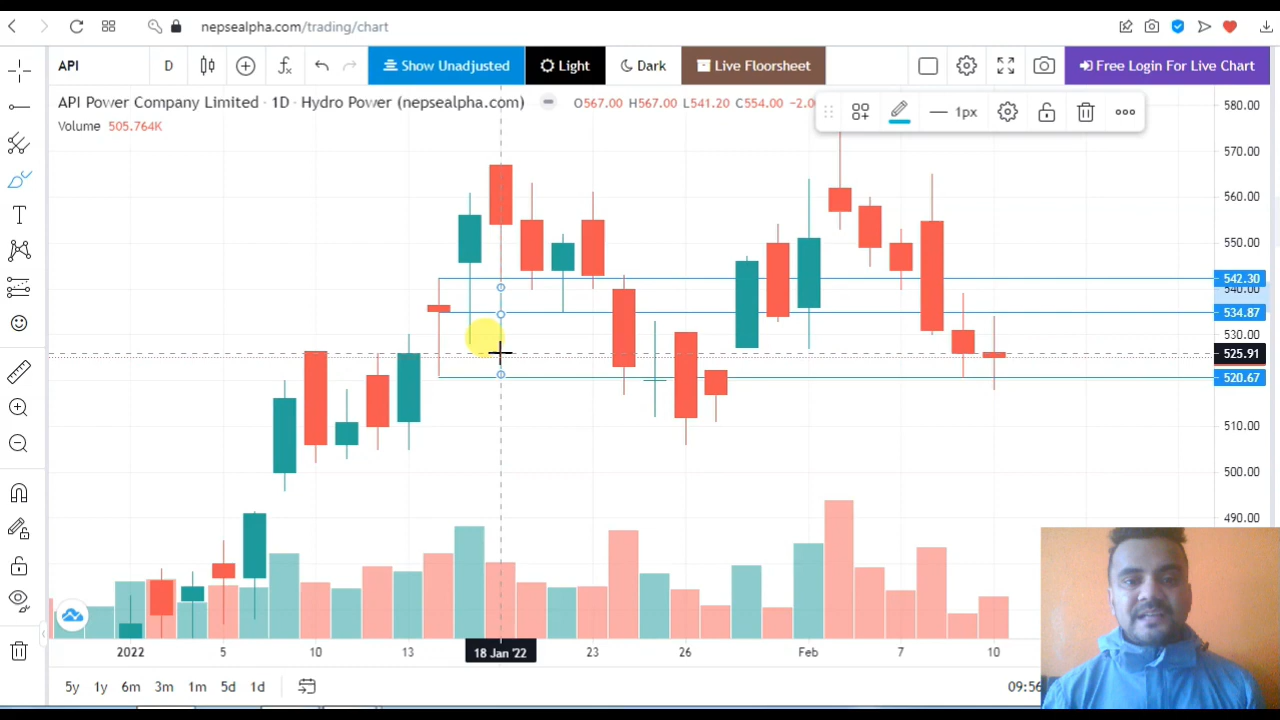 nepsealpha.com/trading/chart
API D Show Unadjusted Light Dark Live Floorsheet Free Login For Live Chart
API Power Company Limited · 1D · Hydro Power (nepsealpha.com) O567.00 H567.00 L541.20 C554.00 −2.0
1px
Volume 505.764K
580.00
570.00
560.00
550.00
542.30
540.00
534.87
530.00
525.91
520.67
510.00
500.00
490.00
2022 5 10 13 18 Jan '22 23 26 Feb 7 10
5y 1y 6m 3m 1m 5d 1d 09:56